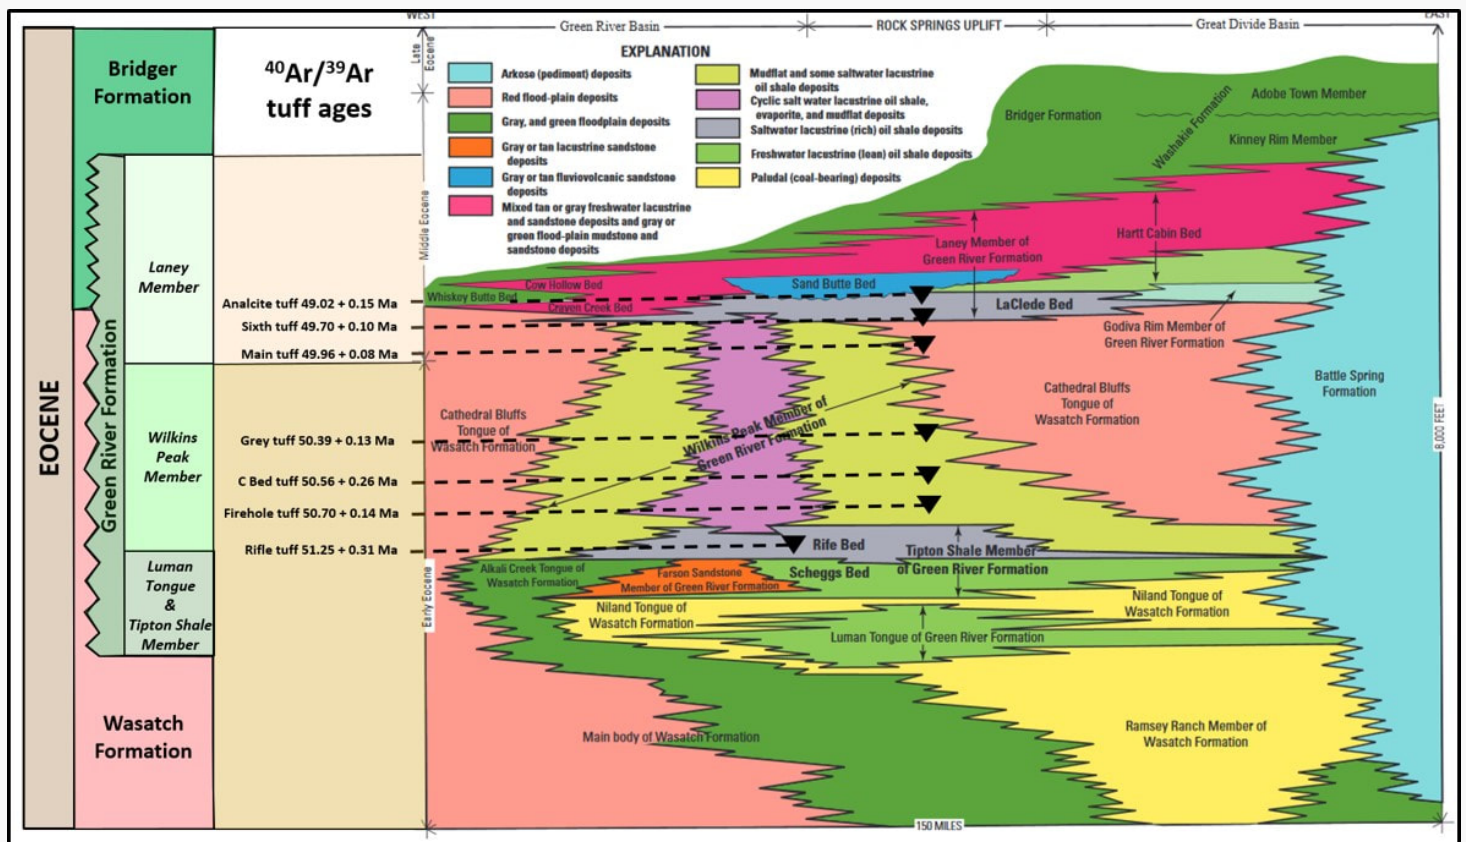 WEST
Green River Basin
ROCK SPRINGS UPLIFT
Great Divide Basin
EAST
EOCENE
Bridger
Formation
Green River Formation
Wasatch
Formation
Laney
Member
Wilkins
Peak
Member
Luman
Tongue
&
Tipton Shale
Member
40Ar/39Ar
tuff ages
Analcite tuff 49.02 + 0.15 Ma
Sixth tuff 49.70 + 0.10 Ma
Main tuff 49.96 + 0.08 Ma
Grey tuff 50.39 + 0.13 Ma
C Bed tuff 50.56 + 0.26 Ma
Firehole tuff 50.70 + 0.14 Ma
Rifle tuff 51.25 + 0.31 Ma
Late
Eocene
Middle Eocene
Early Eocene
EXPLANATION
Arkose (pediment) deposits
Red flood-plain deposits
Gray, and green floodplain deposits
Gray or tan lacustrine sandstone
deposits
Gray or tan fluviovolcanic sandstone
deposits
Mixed tan or gray freshwater lacustrine
and sandstone deposits and gray or
green flood-plain mudstone and
sandstone deposits
Mudflat and some saltwater lacustrine
oil shale deposits
Cyclic salt water lacustrine oil shale,
evaporite, and mudflat deposits
Saltwater lacustrine (rich) oil shale deposits
Freshwater lacustrine (lean) oil shale deposits
Paludal (coal-bearing) deposits
Bridger Formation
Washakie Formation
Adobe Town Member
Kinney Rim Member
Laney Member of
Green River Formation
Hartt Cabin Bed
Sand Butte Bed
Cow Hollow Bed
Whiskey Butte Bed
Craven Creek Bed
LaClede Bed
Godiva Rim Member of
Green River Formation
Battle Spring
Formation
Cathedral Bluffs
Tongue of
Wasatch Formation
Wilkins Peak Member of
Green River Formation
Cathedral Bluffs
Tongue of
Wasatch Formation
8,000 FEET
Rife Bed
Tipton Shale Member
of Green River Formation
Scheggs Bed
Alkali Creek Tongue of
Wasatch Formation
Farson Sandstone
Member of Green River Formation
Niland Tongue of
Wasatch Formation
Niland Tongue of
Wasatch Formation
Luman Tongue of Green River Formation
Main body of Wasatch Formation
Ramsey Ranch Member of
Wasatch Formation
150 MILES